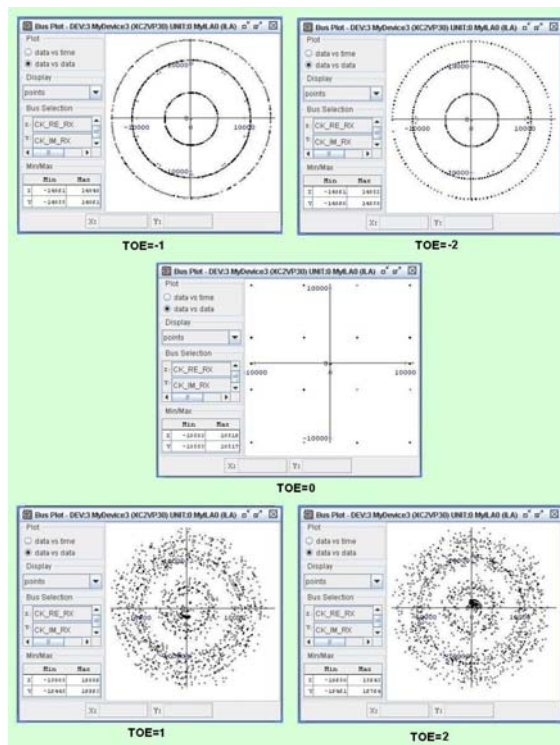 Bus Plot - DEV:3 MyDevice3 (XC2VP30) UNIT:0 MyILA0 (ILA)
Plot
data vs time
data vs data
Display
points
Bus Selection
X: CK_RE_RX
Y: CK_IM_RX
Min/Max
Min Max
X
Y
-10000
10000
X: Y:
TOE=-1
Bus Plot - DEV:3 MyDevice3 (XC2VP30) UNIT:0 MyILA0 (ILA)
Plot
data vs time
data vs data
Display
points
Bus Selection
X: CK_RE_RX
Y: CK_IM_RX
Min/Max
Min Max
X
Y
-10000
10000
X: Y:
TOE=-2
Bus Plot - DEV:3 MyDevice3 (XC2VP30) UNIT:0 MyILA0 (ILA)
Plot
data vs time
data vs data
Display
points
Bus Selection
X: CK_RE_RX
Y: CK_IM_RX
Min/Max
Min Max
X
Y
10000
-10000
10000
-10000
X: Y:
TOE=0
Bus Plot - DEV:3 MyDevice3 (XC2VP30) UNIT:0 MyILA0 (ILA)
Plot
data vs time
data vs data
Display
points
Bus Selection
X: CK_RE_RX
Y: CK_IM_RX
Min/Max
Min Max
X
Y
X: Y:
TOE=1
Bus Plot - DEV:3 MyDevice3 (XC2VP30) UNIT:0 MyILA0 (ILA)
Plot
data vs time
data vs data
Display
points
Bus Selection
X: CK_RE_RX
Y: CK_IM_RX
Min/Max
Min Max
X
Y
X: Y:
TOE=2